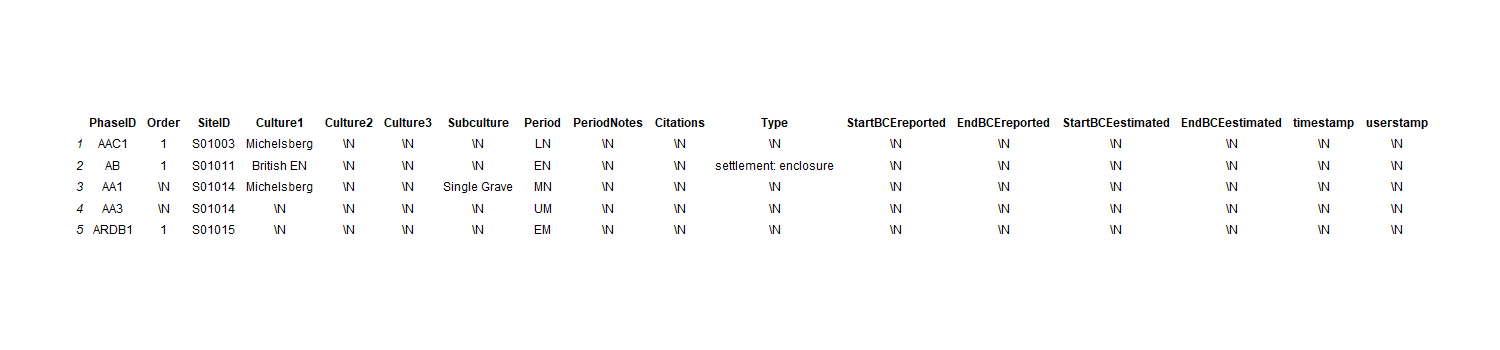 PhaseID Order SiteID Culture1 Culture2 Culture3 Subculture Period PeriodNotes Citations Type StartBCEreported EndBCEreported StartBCEestimated EndBCEestimated timestamp userstamp
1 AAC1 1 S01003 Michelsberg \N \N \N LN \N \N \N \N \N \N \N \N \N
2 AB 1 S01011 British EN \N \N \N EN \N \N settlement: enclosure \N \N \N \N \N \N
3 AA1 \N S01014 Michelsberg \N \N Single Grave MN \N \N \N \N \N \N \N \N \N
4 AA3 \N S01014 \N \N \N \N UM \N \N \N \N \N \N \N \N \N
5 ARDB1 1 S01015 \N \N \N \N EM \N \N \N \N \N \N \N \N \N